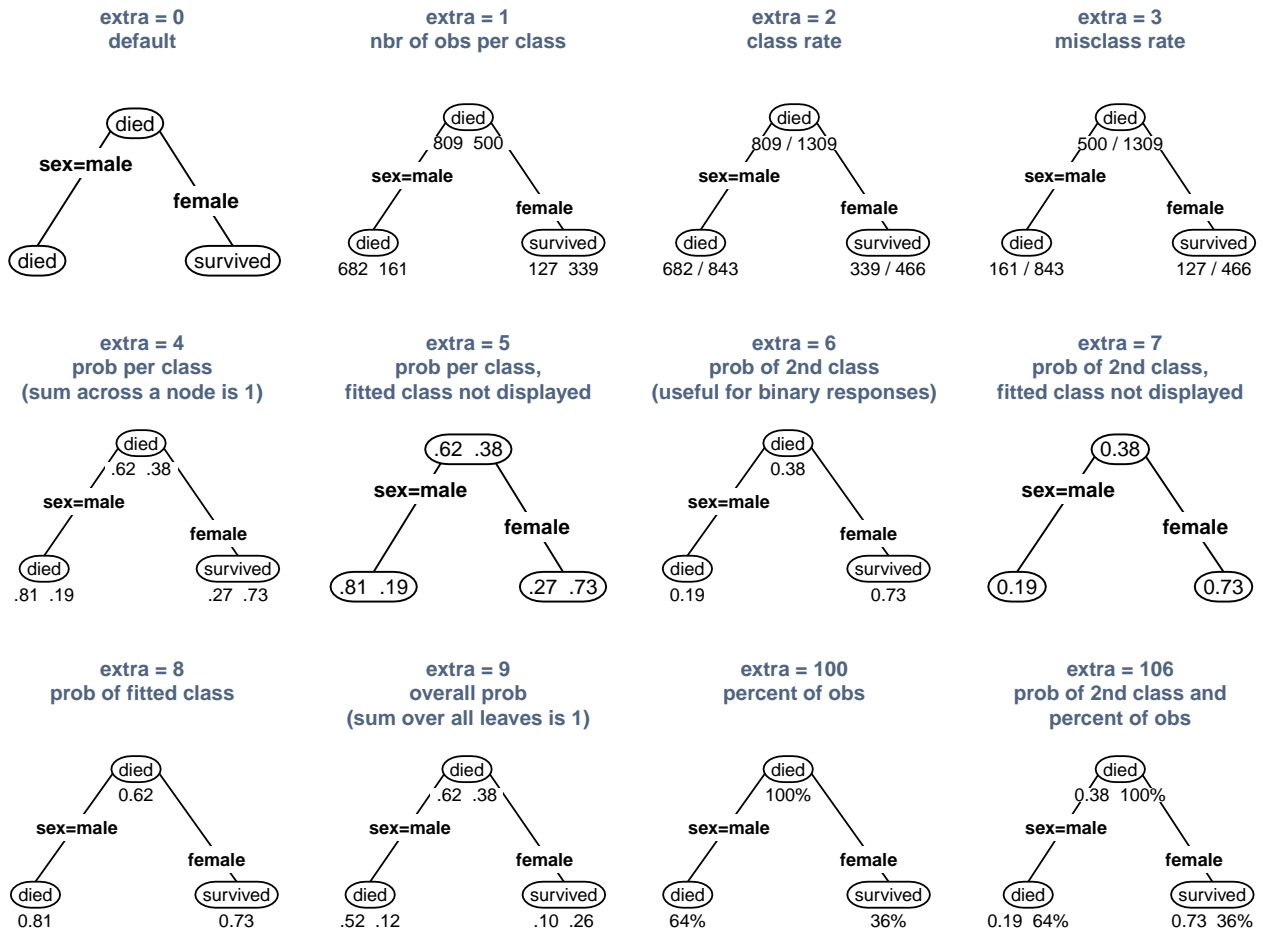 extra = 0
default
died
sex=male
female
died
survived
extra = 1
nbr of obs per class
died
809 500
sex=male
female
died
survived
682 161
127 339
extra = 2
class rate
died
809 / 1309
sex=male
female
died
survived
682 / 843
339 / 466
extra = 3
misclass rate
died
500 / 1309
sex=male
female
died
survived
161 / 843
127 / 466
extra = 4
prob per class
(sum across a node is 1)
died
.62 .38
sex=male
female
died
survived
.81 .19
.27 .73
extra = 5
prob per class,
fitted class not displayed
.62 .38
sex=male
female
.81 .19
.27 .73
extra = 6
prob of 2nd class
(useful for binary responses)
died
0.38
sex=male
female
died
survived
0.19
0.73
extra = 7
prob of 2nd class,
fitted class not displayed
0.38
sex=male
female
0.19
0.73
extra = 8
prob of fitted class
died
0.62
sex=male
female
died
survived
0.81
0.73
extra = 9
overall prob
(sum over all leaves is 1)
died
.62 .38
sex=male
female
died
survived
.52 .12
.10 .26
extra = 100
percent of obs
died
100%
sex=male
female
died
survived
64%
36%
extra = 106
prob of 2nd class and
percent of obs
died
0.38 100%
sex=male
female
died
survived
0.19 64%
0.73 36%